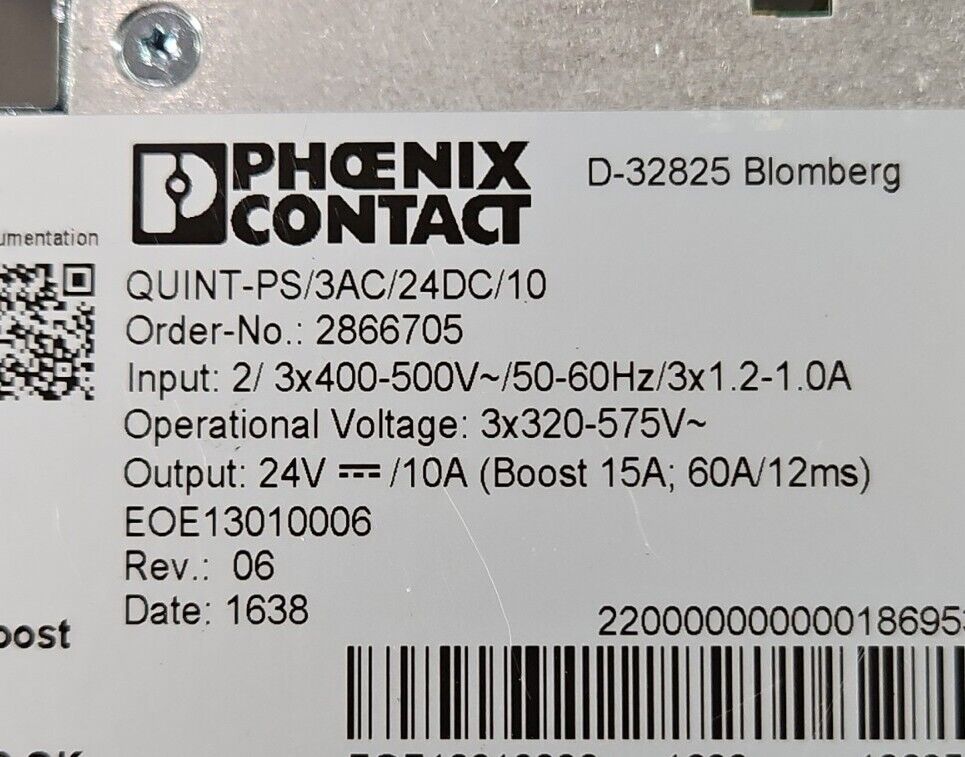 PHŒNIX
CONTACT
D-32825 Blomberg
umentation
QUINT-PS/3AC/24DC/10
Order-No.: 2866705
Input: 2/ 3x400-500V~/50-60Hz/3x1.2-1.0A
Operational Voltage: 3x320-575V~
Output: 24V ⎓ /10A (Boost 15A; 60A/12ms)
EOE13010006
Rev.: 06
Date: 1638
oost